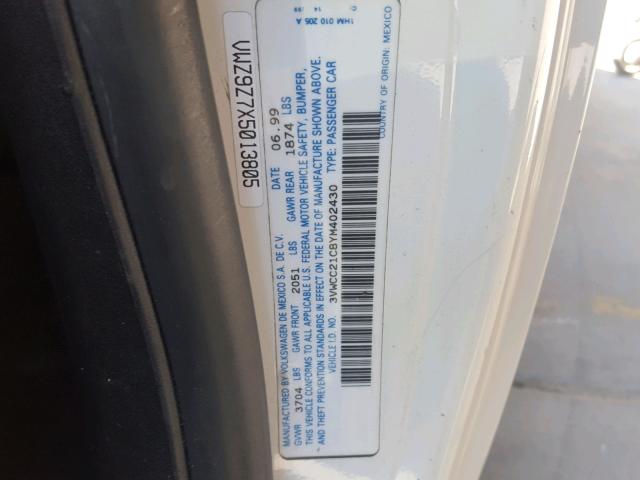 VWZ9Z7X5013805
MANUFACTURED BY VOLKSWAGEN DE MEXICO S.A. DE C.V. DATE 06.99
GVWR 3704 LBS GAWR FRONT 2051 LBS GAWR REAR 1874 LBS
THIS VEHICLE CONFORMS TO ALL APPLICABLE U.S. FEDERAL MOTOR VEHICLE SAFETY, BUMPER,
AND THEFT PREVENTION STANDARDS IN EFFECT ON THE DATE OF MANUFACTURE SHOWN ABOVE.
VEHICLE I.D. NO. 3VWCC21C8YM402430 TYPE: PASSENGER CAR
1HM 010 205 A
COUNTRY OF ORIGIN: MEXICO